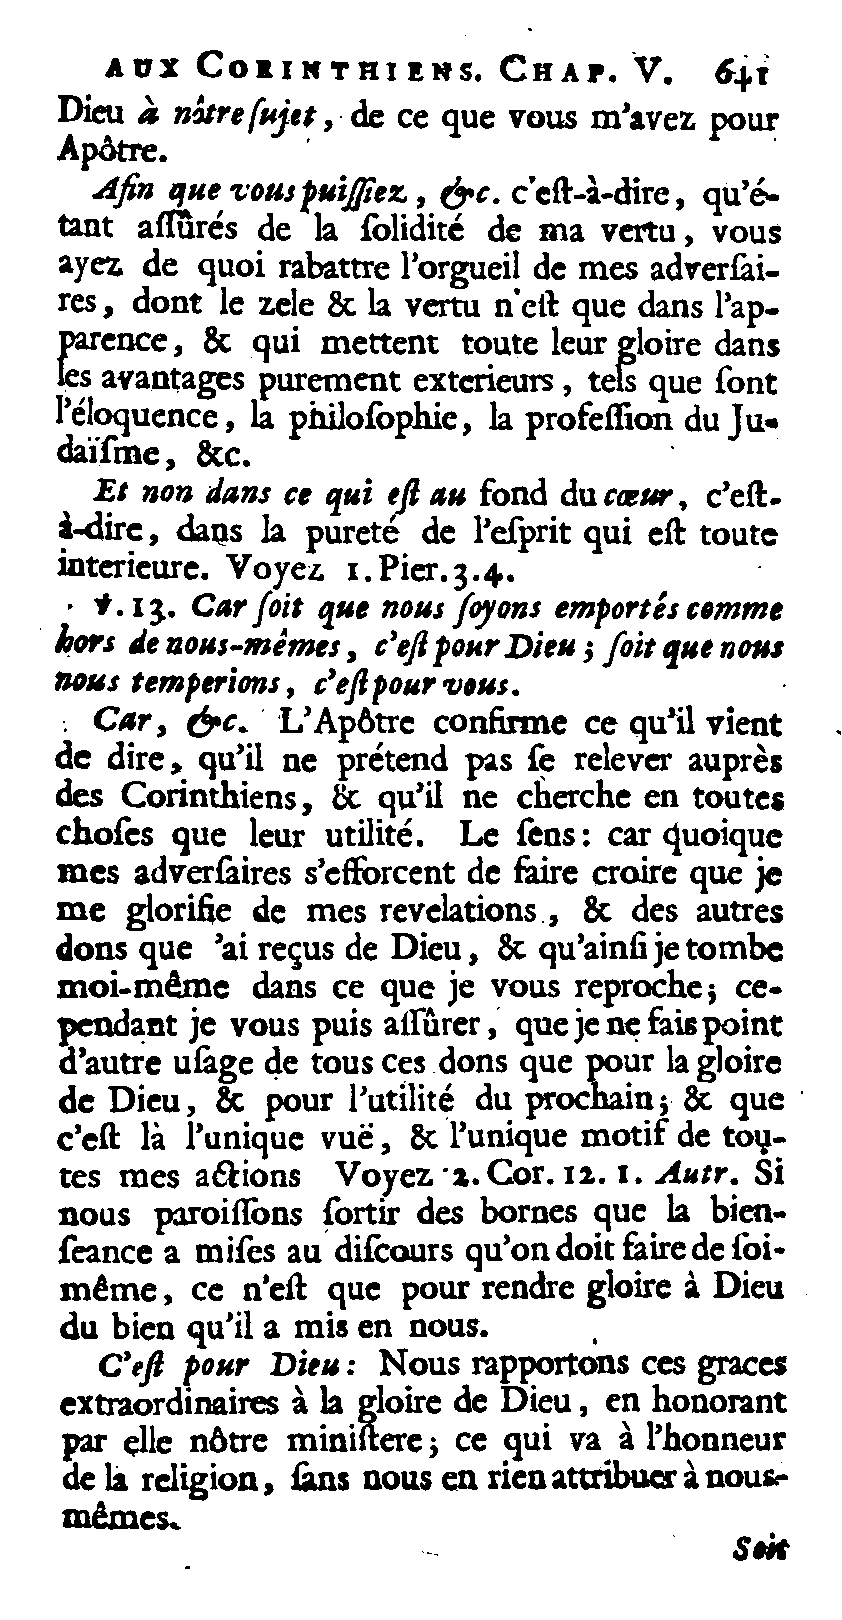 AUX CORINTHIENS. CHAP. V. 641
Dieu à nôtre ſujet, de ce que vous m'avez pour
Apôtre.
Afin que vous puiſſiez, &c. c'eſt-à-dire, qu'é-
tant aſſûrés de la ſolidité de ma vertu, vous
ayez de quoi rabattre l'orgueil de mes adverſai-
res, dont le zele & la vertu n'eſt que dans l'ap-
parence, & qui mettent toute leur gloire dans
les avantages purement exterieurs, tels que ſont
l'éloquence, la philoſophie, la profeſſion du Ju-
daïſme, &c.
Et non dans ce qui eſt au fond du cœur, c'eſt-
à-dire, dans la pureté de l'eſprit qui eſt toute
interieure. Voyez 1. Pier. 3. 4.
℣. 13. Car ſoit que nous ſoyons emportés comme
hors de nous-mêmes, c'eſt pour Dieu; ſoit que nous
nous temperions, c'eſt pour vous.
Car, &c. L'Apôtre confirme ce qu'il vient
de dire, qu'il ne prétend pas ſe relever auprès
des Corinthiens, & qu'il ne cherche en toutes
choſes que leur utilité. Le ſens: car quoique
mes adverſaires s'efforcent de faire croire que je
me glorifie de mes revelations, & des autres
dons que 'ai reçus de Dieu, & qu'ainſi je tombe
moi-même dans ce que je vous reproche; ce-
pendant je vous puis aſſûrer, que je ne fais point
d'autre uſage de tous ces dons que pour la gloire
de Dieu, & pour l'utilité du prochain; & que
c'eſt là l'unique vuë, & l'unique motif de tou-
tes mes actions Voyez 2. Cor. 12. 1. Autr. Si
nous paroiſſons ſortir des bornes que la bien-
ſeance a miſes au diſcours qu'on doit faire de ſoi-
même, ce n'eſt que pour rendre gloire à Dieu
du bien qu'il a mis en nous.
C'eſt pour Dieu: Nous rapportons ces graces
extraordinaires à la gloire de Dieu, en honorant
par elle nôtre miniſtere; ce qui va à l'honneur
de la religion, ſans nous en rien attribuer à nous-
mêmes.
Soit